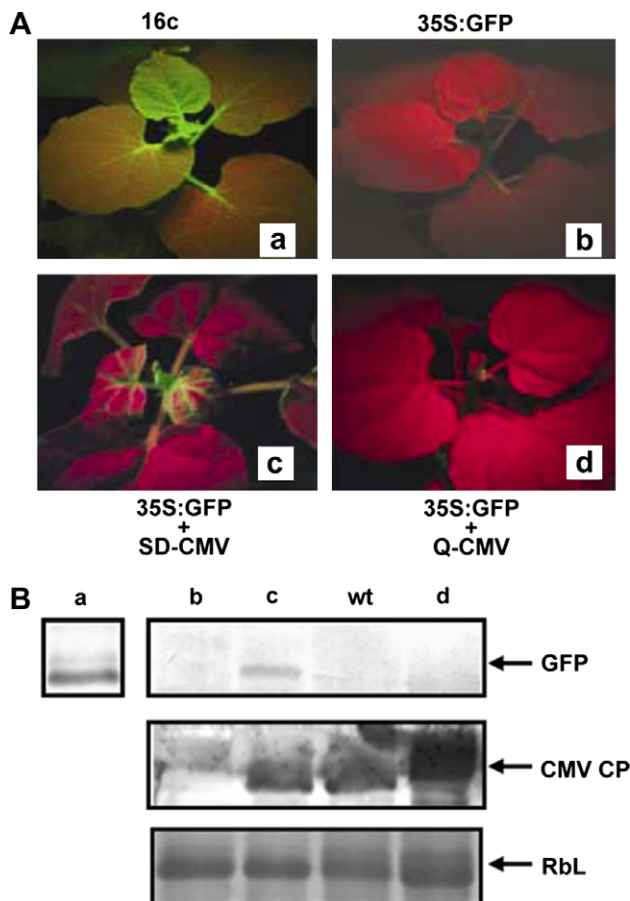 A
16c
35S:GFP
a
b
c
d
35S:GFP
+
SD-CMV
35S:GFP
+
Q-CMV
B
a
b
c
wt
d
GFP
CMV CP
RbL